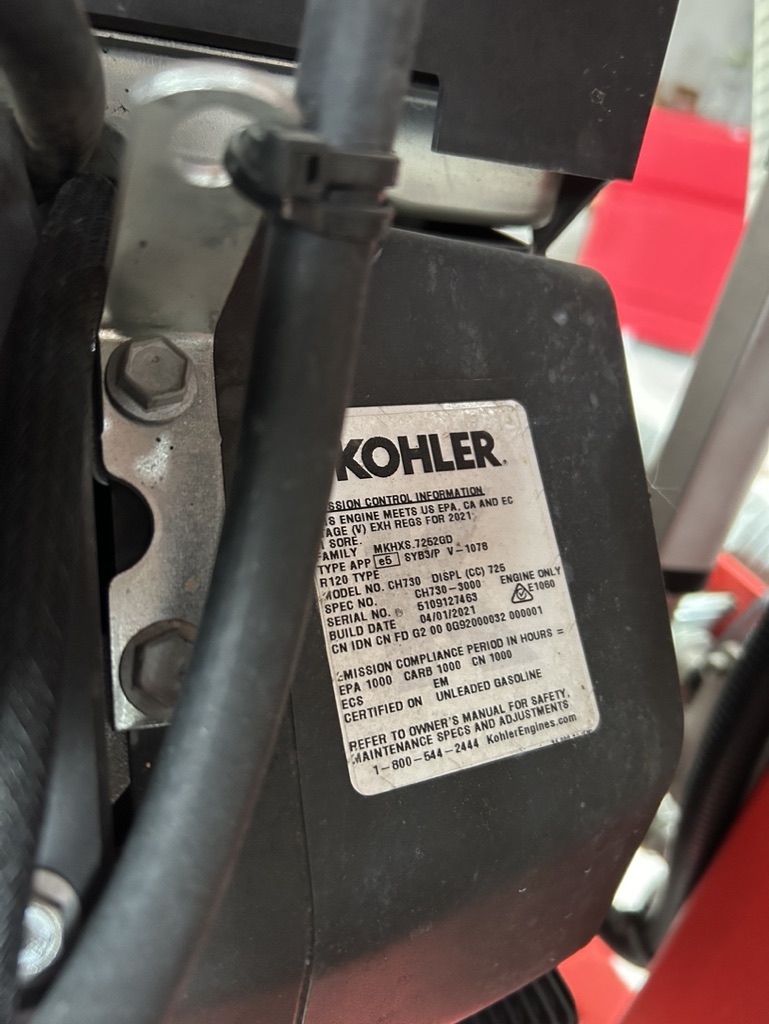 KOHLER.
SSION CONTROL INFORMATION
IS ENGINE MEETS US EPA, CA AND EC
TAGE (V) EXH REGS FOR 2021,
SORE.
FAMILY MKHXS.7252GD
TYPE APP e5 SYB3/P V-1078
R120 TYPE
MODEL NO. CH730 DISPL (CC) 725
SPEC NO. CH730-3000 ENGINE ONLY
SERIAL NO. 5109127463 E1060
BUILD DATE 04/01/2021
CN IDN CN FD G2 00 0G92000032 000001
EMISSION COMPLIANCE PERIOD IN HOURS =
EPA 1000 CARB 1000 CN 1000
ECS EM
CERTIFIED ON UNLEADED GASOLINE
REFER TO OWNER'S MANUAL FOR SAFETY,
MAINTENANCE SPECS AND ADJUSTMENTS
1-800-544-2444 KohlerEngines.com